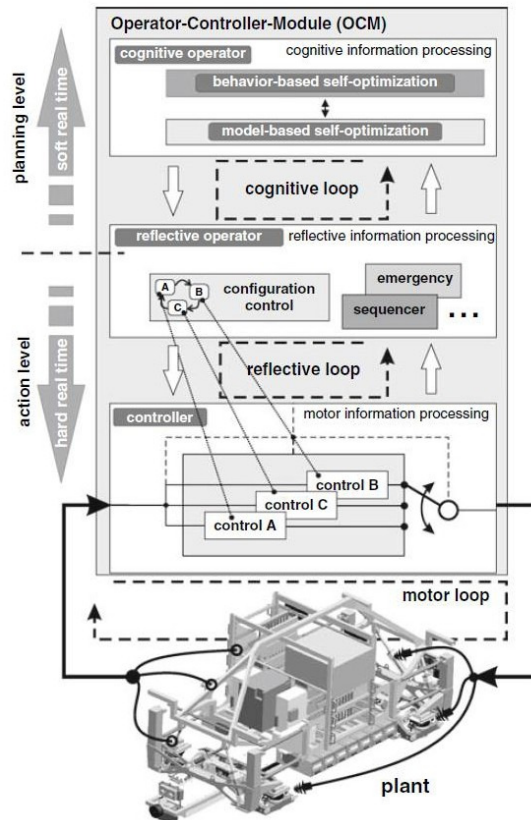 Operator-Controller-Module (OCM)
cognitive operator
cognitive information processing
behavior-based self-optimization
model-based self-optimization
planning level
soft real time
cognitive loop
reflective operator
reflective information processing
A
B
C
configuration
control
emergency
sequencer
...
action level
hard real time
reflective loop
controller
motor information processing
control B
control C
control A
motor loop
plant